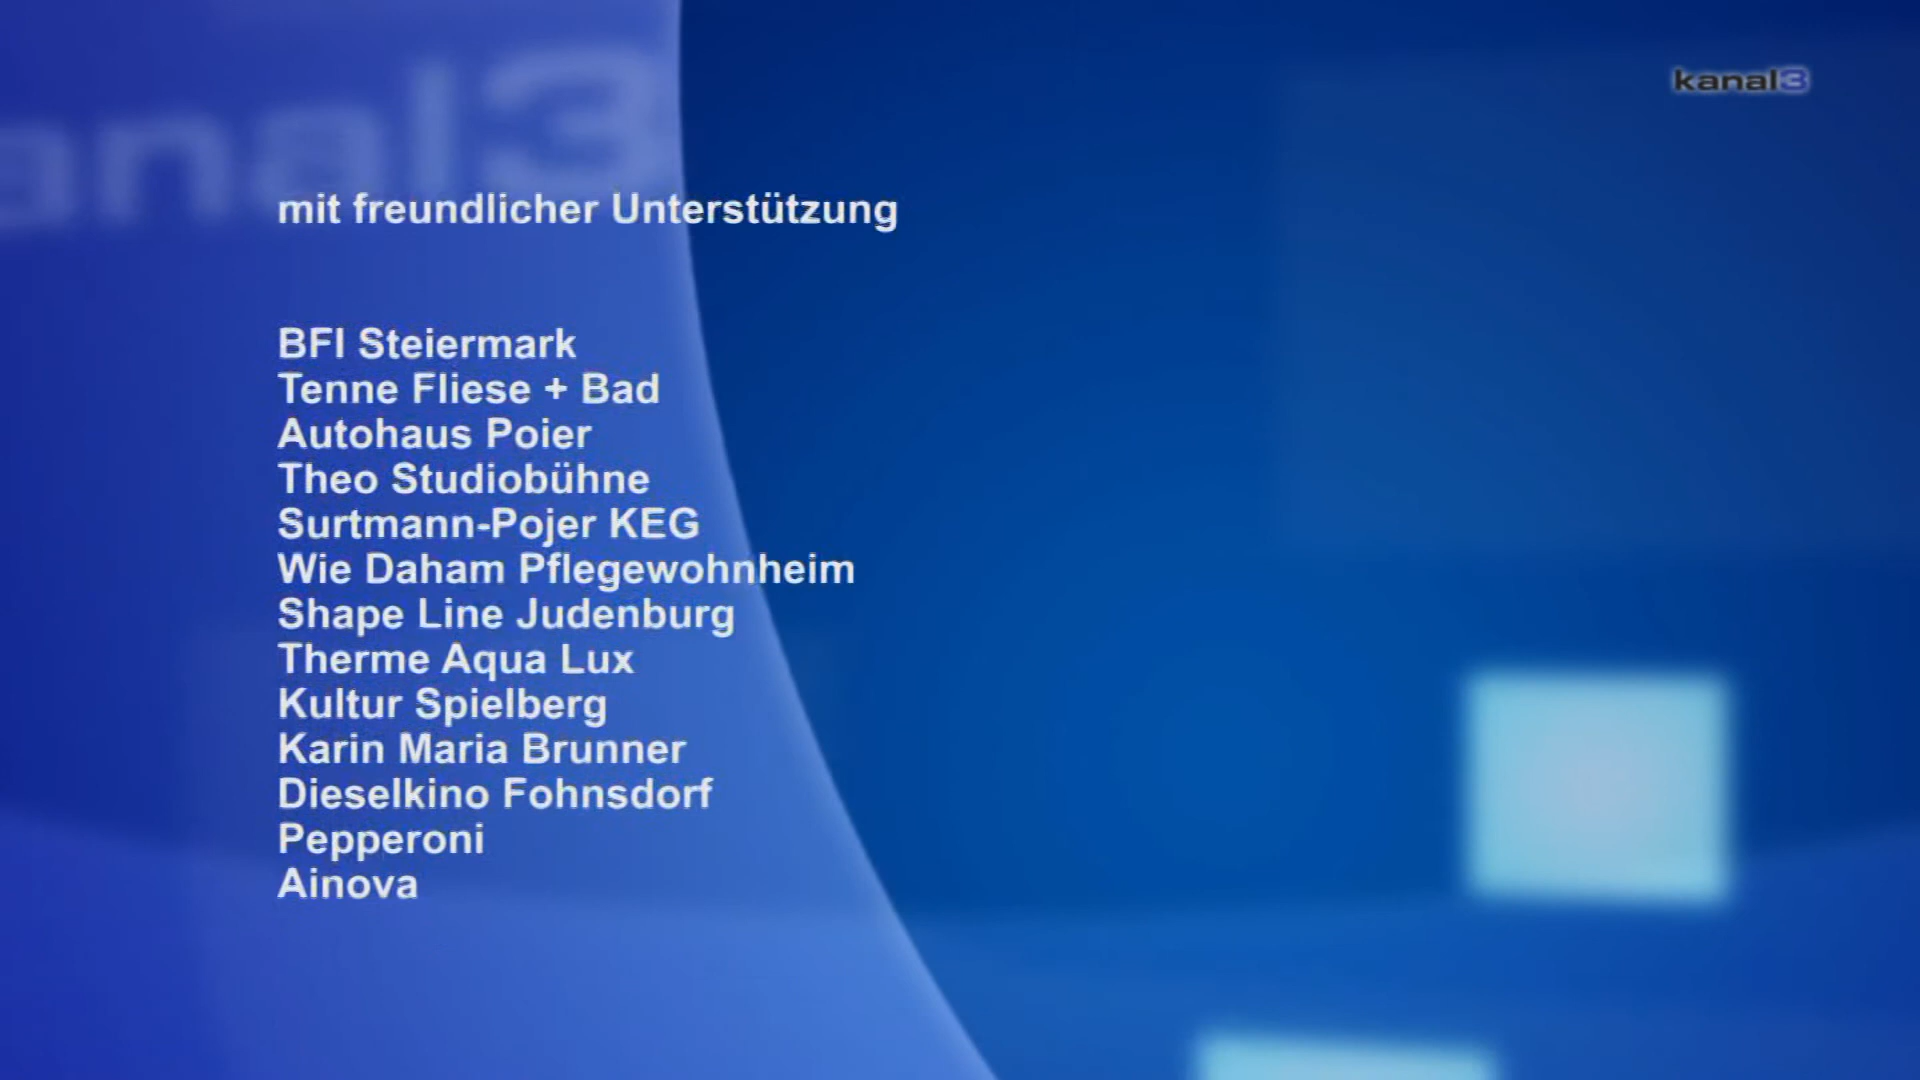 kanal3
anal3
mit freundlicher Unterstützung
BFI Steiermark
Tenne Fliese + Bad
Autohaus Poier
Theo Studiobühne
Surtmann-Pojer KEG
Wie Daham Pflegewohnheim
Shape Line Judenburg
Therme Aqua Lux
Kultur Spielberg
Karin Maria Brunner
Dieselkino Fohnsdorf
Pepperoni
Ainova